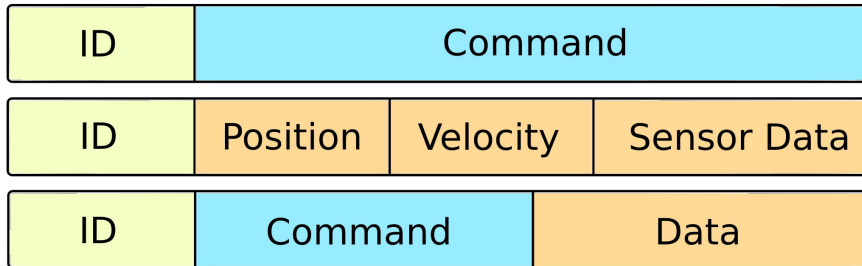 ID Command
ID Position Velocity Sensor Data
ID Command Data